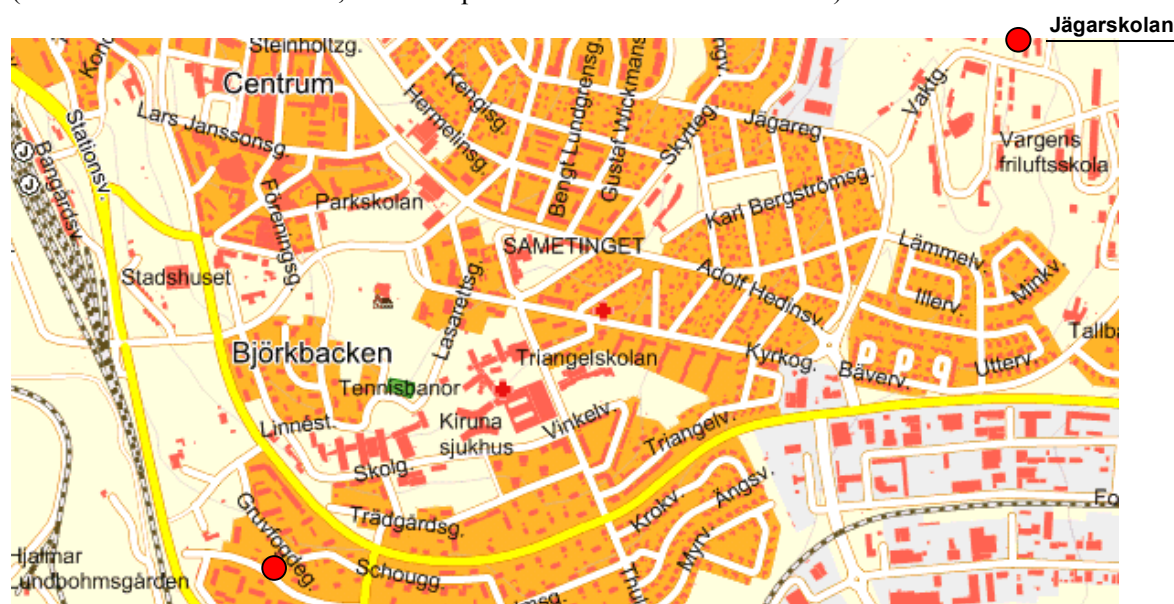 Jägarskolan
Steinholtzg.
Centrum
Lars Janssonsg.
Kengisg.
Hermelinsg.
Bengt Lundgrensg.
Gustaf Wickmans
Skytteg.
Jägareg.
Vaktg.
Vargens
friluftsskola
Stationsv.
Bangårdsv.
Föreningsg.
Parkskolan
Karl Bergströmsg.
SAMETINGET
Lämmelv.
Stadshuset
Adolf Hedinsv.
Illerv.
Minkv.
Lasarettsg.
Björkbacken
Triangelskolan
Kyrkog.
Bäverv.
Utterv.
Tennisbanor
Linnést.
Kiruna
sjukhus
Vinkelv.
Triangelv.
Skolg.
Gruvfogdeg.
Trädgårdsg.
Krokv.
Ängsv.
Myrv.
Schougg.
Hjalmar
Lundbohmsgården